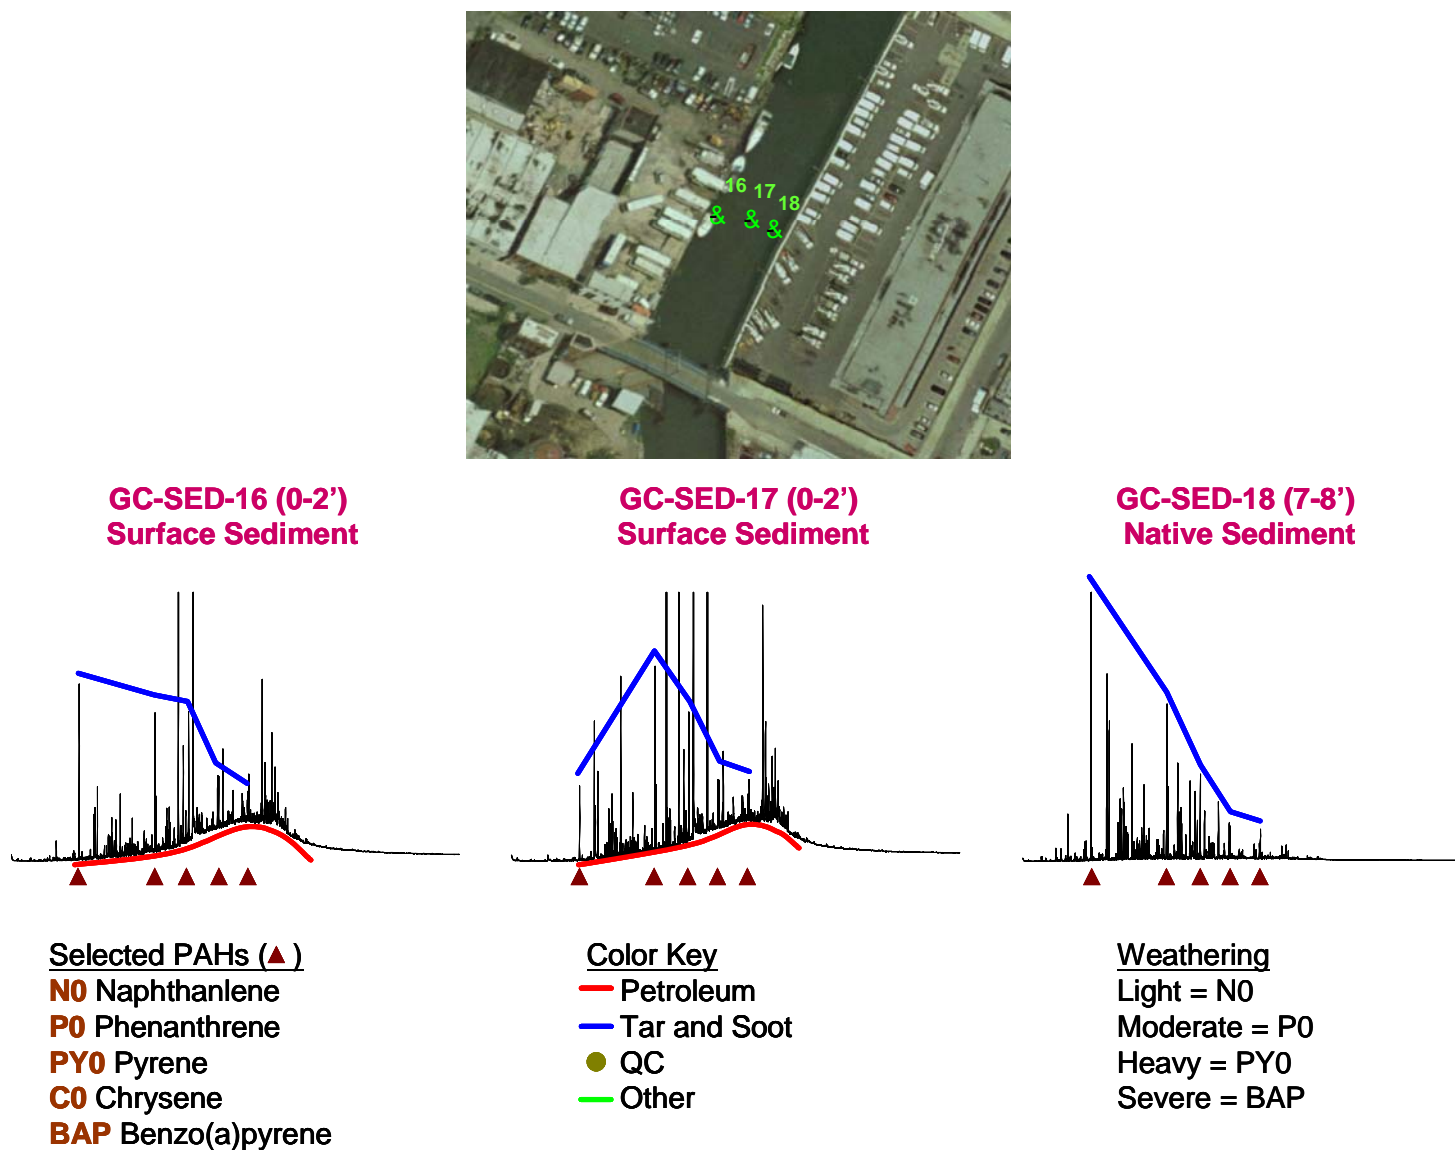 16 17 18
& & &
GC-SED-16 (0-2’)
Surface Sediment
GC-SED-17 (0-2’)
Surface Sediment
GC-SED-18 (7-8’)
Native Sediment
Selected PAHs (▲)
N0 Naphthanlene
P0 Phenanthrene
PY0 Pyrene
C0 Chrysene
BAP Benzo(a)pyrene
Color Key
Petroleum
Tar and Soot
QC
Other
Weathering
Light = N0
Moderate = P0
Heavy = PY0
Severe = BAP